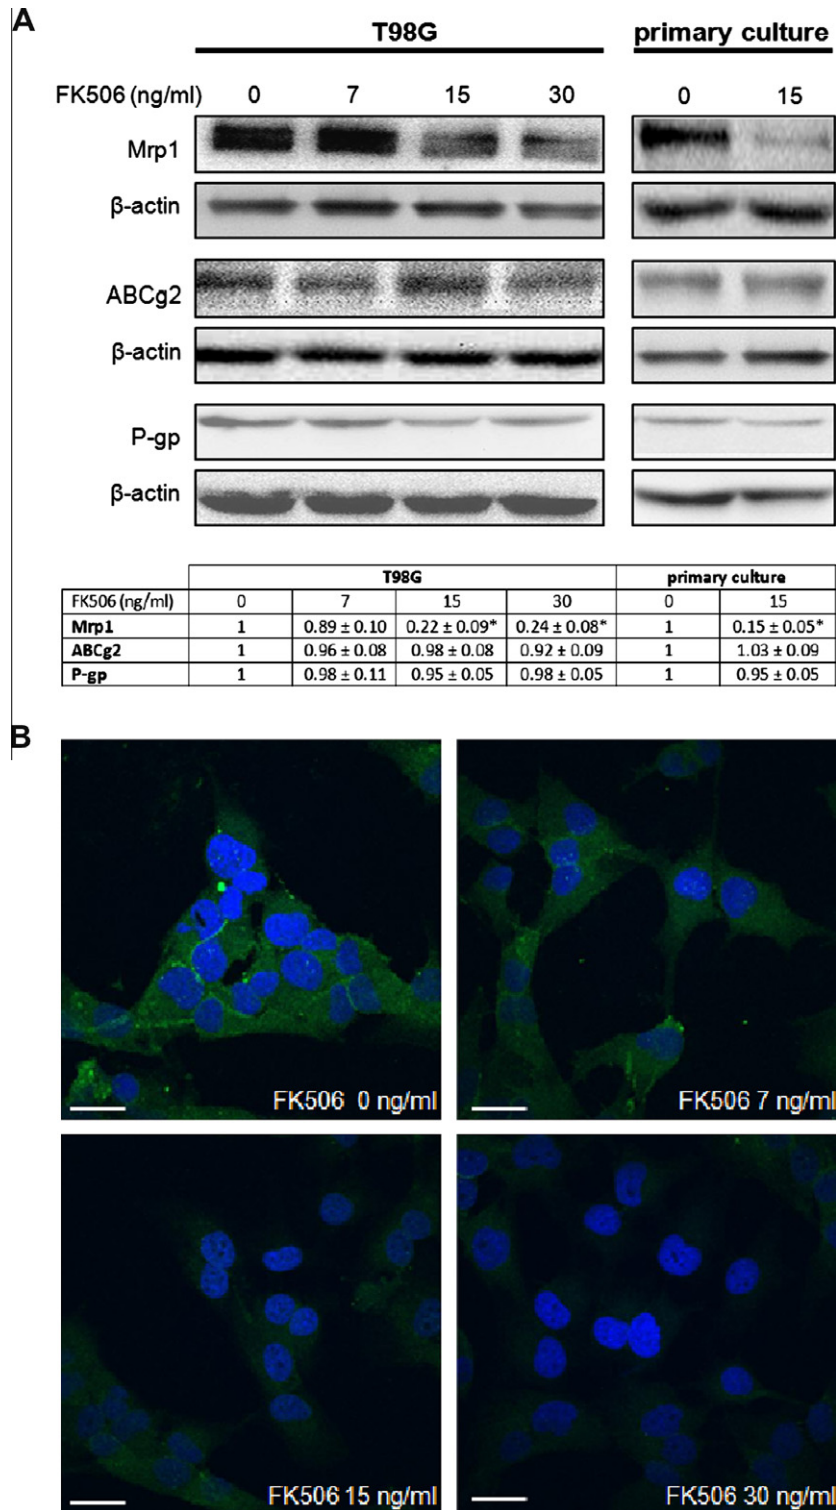 A
T98G primary culture
FK506 (ng/ml) 0 7 15 30 0 15
Mrp1
β-actin
ABCg2
β-actin
P-gp
β-actin
T98G primary culture
FK506 (ng/ml) 0 7 15 30 0 15
Mrp1 1 0.89 ± 0.10 0.22 ± 0.09* 0.24 ± 0.08* 1 0.15 ± 0.05*
ABCg2 1 0.96 ± 0.08 0.98 ± 0.08 0.92 ± 0.09 1 1.03 ± 0.09
P-gp 1 0.98 ± 0.11 0.95 ± 0.05 0.98 ± 0.05 1 0.95 ± 0.05
B
FK506 0 ng/ml FK506 7 ng/ml
FK506 15 ng/ml FK506 30 ng/ml